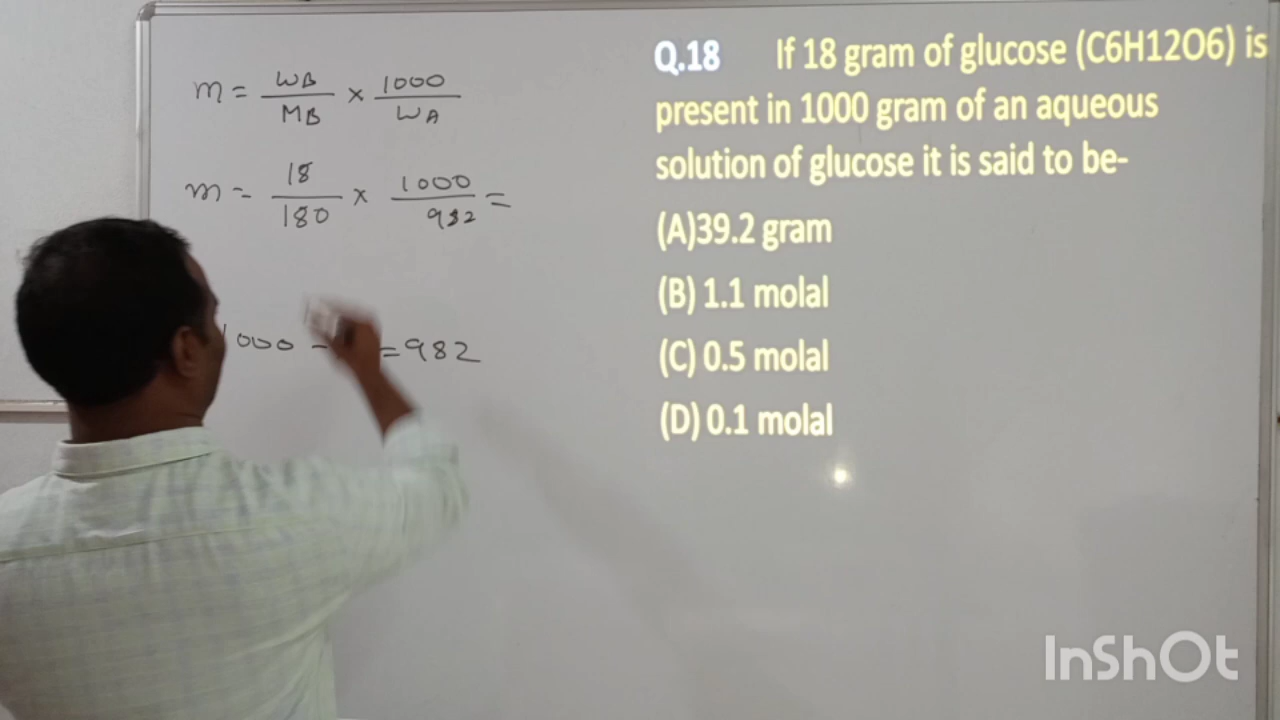 m = WB/MB × 1000/WA
m = 18/180 × 1000/982 =
1000 - = 982
Q.18 If 18 gram of glucose (C6H12O6) is
present in 1000 gram of an aqueous
solution of glucose it is said to be-
(A)39.2 gram
(B) 1.1 molal
(C) 0.5 molal
(D) 0.1 molal
InShOt